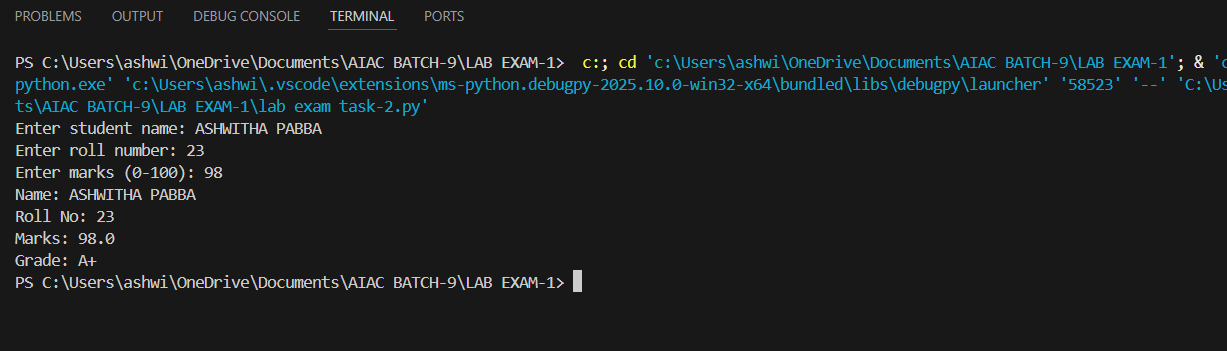 PROBLEMS OUTPUT DEBUG CONSOLE TERMINAL PORTS
PS C:\Users\ashwi\OneDrive\Documents\AIAC BATCH-9\LAB EXAM-1>  c:; cd 'c:\Users\ashwi\OneDrive\Documents\AIAC BATCH-9\LAB EXAM-1'; & 'c
python.exe' 'c:\Users\ashwi\.vscode\extensions\ms-python.debugpy-2025.10.0-win32-x64\bundled\libs\debugpy\launcher' '58523' '--' 'C:\Us
ts\AIAC BATCH-9\LAB EXAM-1\lab exam task-2.py'
Enter student name: ASHWITHA PABBA
Enter roll number: 23
Enter marks (0-100): 98
Name: ASHWITHA PABBA
Roll No: 23
Marks: 98.0
Grade: A+
PS C:\Users\ashwi\OneDrive\Documents\AIAC BATCH-9\LAB EXAM-1>